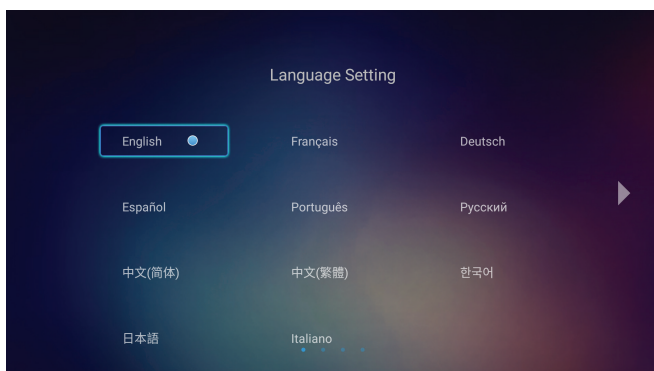 Language Setting
English Français Deutsch
Español Português Русский
中文(简体) 中文(繁體) 한국어
日本語 Italiano